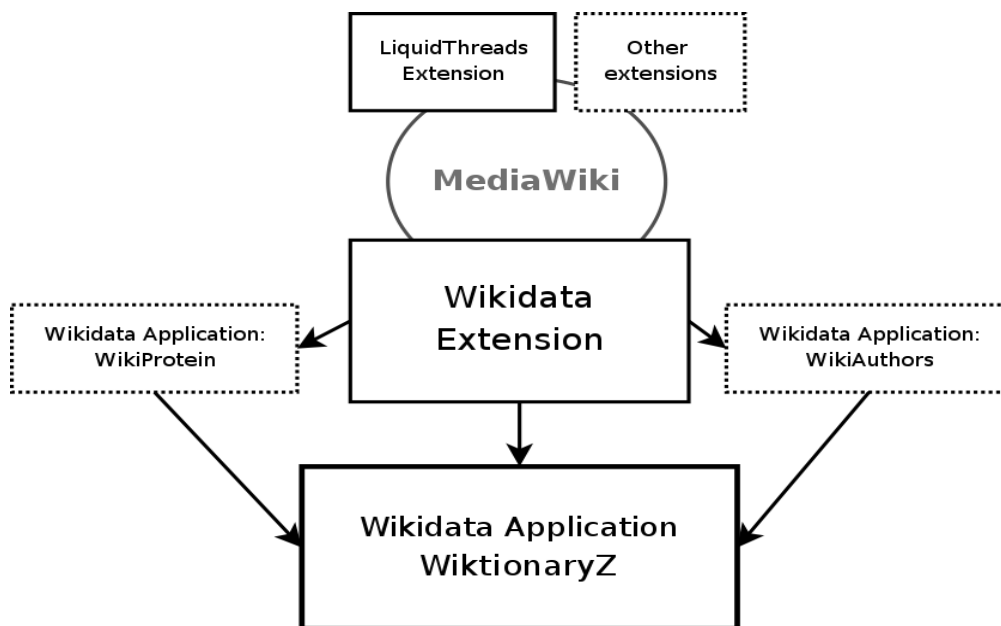 LiquidThreads
Extension
Other
extensions
MediaWiki
Wikidata
Extension
Wikidata Application:
WikiProtein
Wikidata Application:
WikiAuthors
Wikidata Application
WiktionaryZ